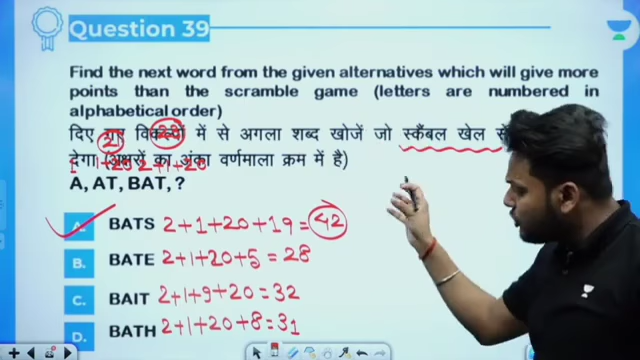 Question 39
Find the next word from the given alternatives which will give more
points than the scramble game (letters are numbered in
alphabetical order)
दिए गए विकल्पों में से अगला शब्द खोजें जो स्कैंबल खेल से
देगा (अक्षरों का अंका वर्णमाला क्रम में है)
A, AT, BAT, ?
A. BATS 2+1+20+19=42
B. BATE 2+1+20+5=28
C. BAIT 2+1+9+20=32
D. BATH 2+1+20+8=31